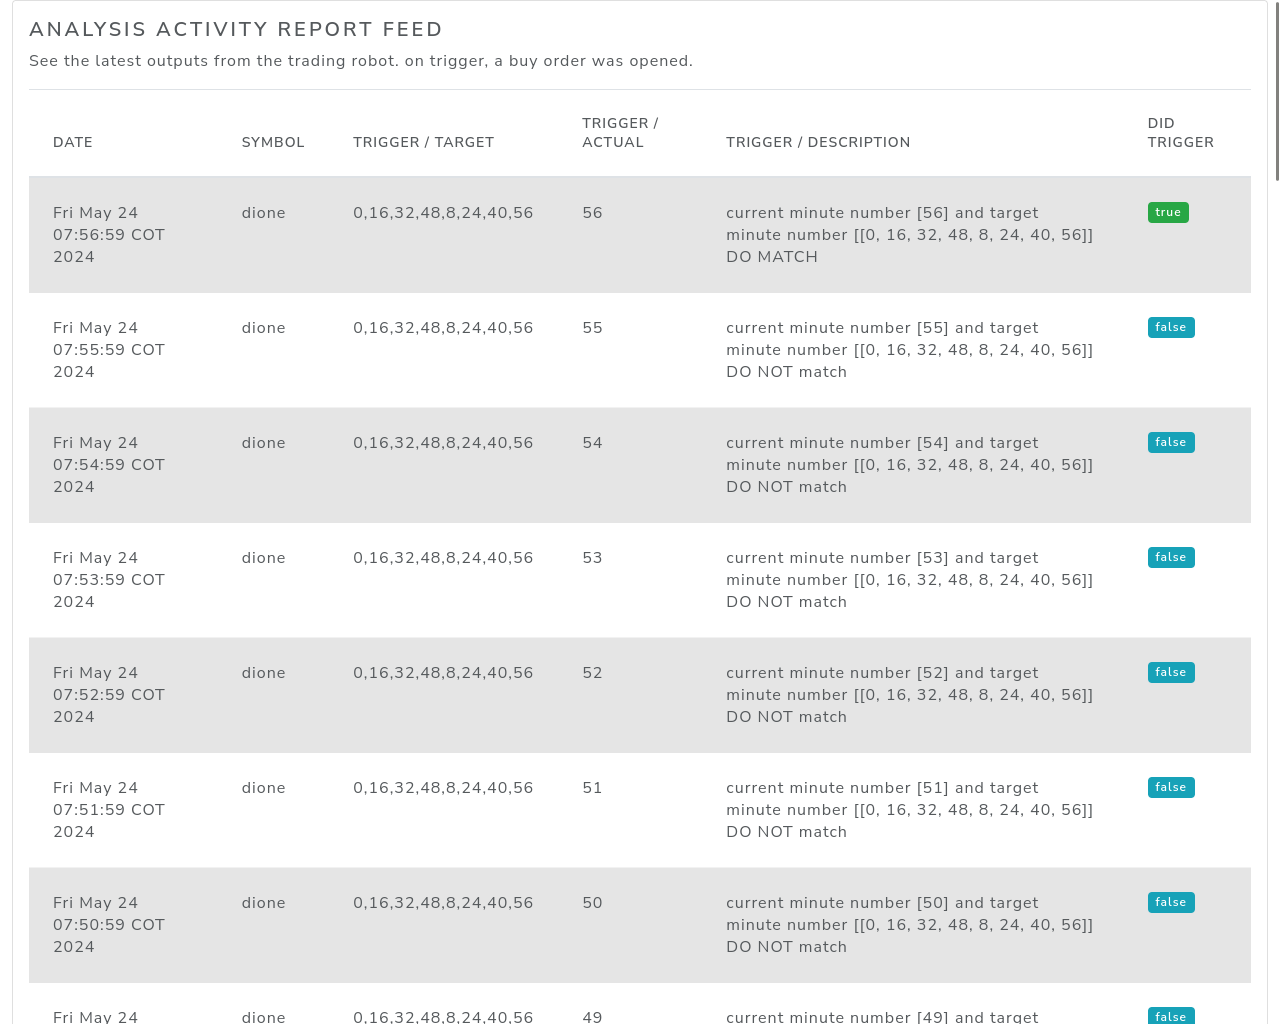 ANALYSIS ACTIVITY REPORT FEED
See the latest outputs from the trading robot. on trigger, a buy order was opened.
DATE SYMBOL TRIGGER / TARGET TRIGGER / ACTUAL TRIGGER / DESCRIPTION DID TRIGGER
Fri May 24 dione 0,16,32,48,8,24,40,56 56 current minute number [56] and target true
07:56:59 COT minute number [[0, 16, 32, 48, 8, 24, 40, 56]]
2024 DO MATCH
Fri May 24 dione 0,16,32,48,8,24,40,56 55 current minute number [55] and target false
07:55:59 COT minute number [[0, 16, 32, 48, 8, 24, 40, 56]]
2024 DO NOT match
Fri May 24 dione 0,16,32,48,8,24,40,56 54 current minute number [54] and target false
07:54:59 COT minute number [[0, 16, 32, 48, 8, 24, 40, 56]]
2024 DO NOT match
Fri May 24 dione 0,16,32,48,8,24,40,56 53 current minute number [53] and target false
07:53:59 COT minute number [[0, 16, 32, 48, 8, 24, 40, 56]]
2024 DO NOT match
Fri May 24 dione 0,16,32,48,8,24,40,56 52 current minute number [52] and target false
07:52:59 COT minute number [[0, 16, 32, 48, 8, 24, 40, 56]]
2024 DO NOT match
Fri May 24 dione 0,16,32,48,8,24,40,56 51 current minute number [51] and target false
07:51:59 COT minute number [[0, 16, 32, 48, 8, 24, 40, 56]]
2024 DO NOT match
Fri May 24 dione 0,16,32,48,8,24,40,56 50 current minute number [50] and target false
07:50:59 COT minute number [[0, 16, 32, 48, 8, 24, 40, 56]]
2024 DO NOT match
Fri May 24 dione 0,16,32,48,8,24,40,56 49 current minute number [49] and target false